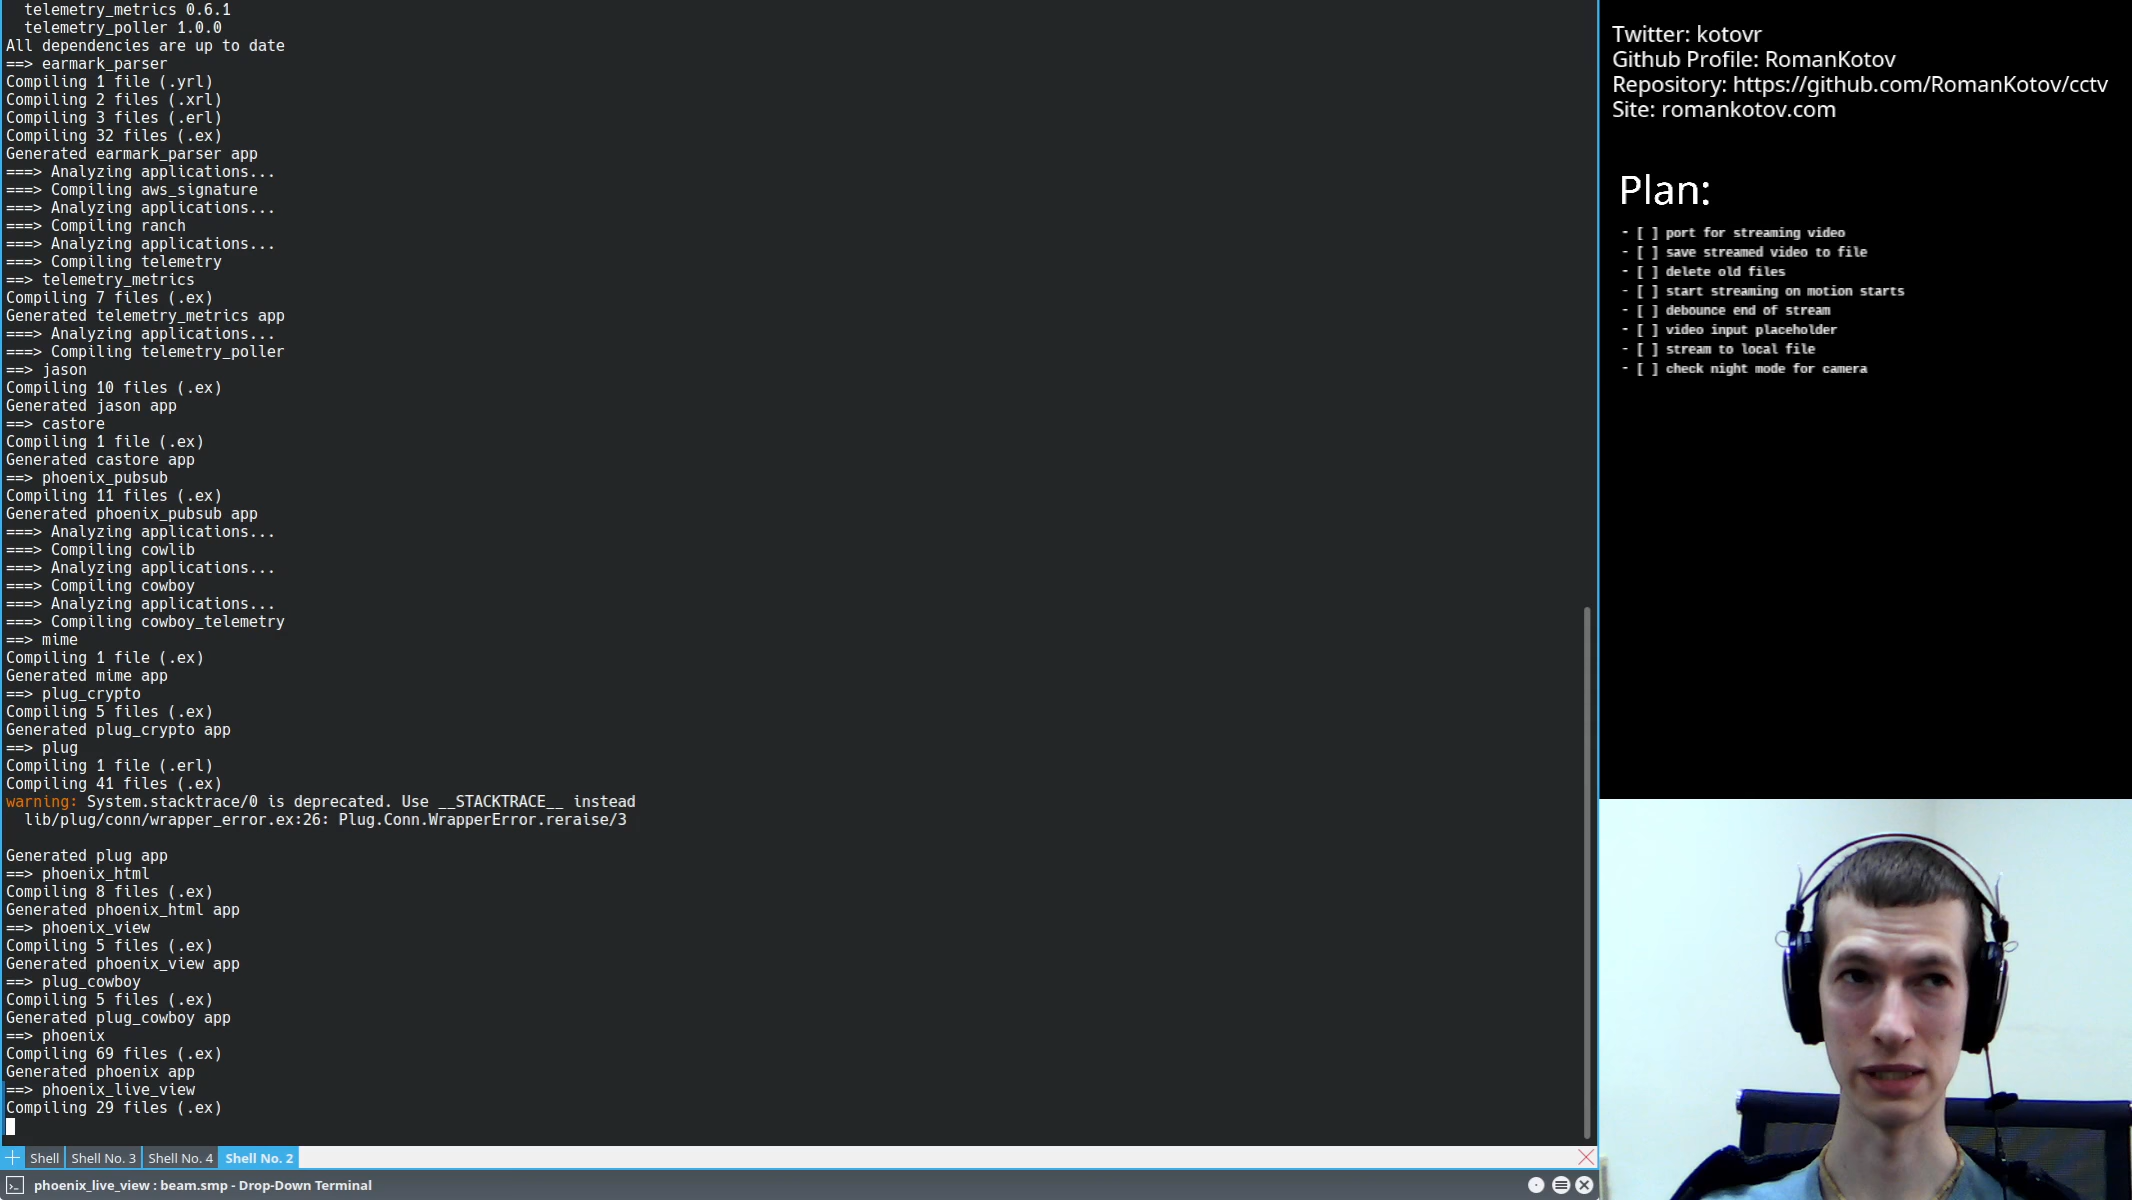 telemetry_metrics 0.6.1
telemetry_poller 1.0.0
All dependencies are up to date
==> earmark_parser
Compiling 1 file (.yrl)
Compiling 2 files (.xrl)
Compiling 3 files (.erl)
Compiling 32 files (.ex)
Generated earmark_parser app
===> Analyzing applications...
===> Compiling aws_signature
===> Analyzing applications...
===> Compiling ranch
===> Analyzing applications...
===> Compiling telemetry
==> telemetry_metrics
Compiling 7 files (.ex)
Generated telemetry_metrics app
===> Analyzing applications...
===> Compiling telemetry_poller
==> jason
Compiling 10 files (.ex)
Generated jason app
==> castore
Compiling 1 file (.ex)
Generated castore app
==> phoenix_pubsub
Compiling 11 files (.ex)
Generated phoenix_pubsub app
===> Analyzing applications...
===> Compiling cowlib
===> Analyzing applications...
===> Compiling cowboy
===> Analyzing applications...
===> Compiling cowboy_telemetry
==> mime
Compiling 1 file (.ex)
Generated mime app
==> plug_crypto
Compiling 5 files (.ex)
Generated plug_crypto app
==> plug
Compiling 1 file (.erl)
Compiling 41 files (.ex)
warning: System.stacktrace/0 is deprecated. Use __STACKTRACE__ instead
lib/plug/conn/wrapper_error.ex:26: Plug.Conn.WrapperError.reraise/3
Generated plug app
==> phoenix_html
Compiling 8 files (.ex)
Generated phoenix_html app
==> phoenix_view
Compiling 5 files (.ex)
Generated phoenix_view app
==> plug_cowboy
Compiling 5 files (.ex)
Generated plug_cowboy app
==> phoenix
Compiling 69 files (.ex)
Generated phoenix app
==> phoenix_live_view
Compiling 29 files (.ex)
Shell
Shell No. 3
Shell No. 4
Shell No. 2
phoenix_live_view : beam.smp - Drop-Down Terminal
Twitter: kotovr
Github Profile: RomanKotov
Repository: https://github.com/RomanKotov/cctv
Site: romankotov.com
Plan:
- [ ] port for streaming video
- [ ] save streamed video to file
- [ ] delete old files
- [ ] start streaming on motion starts
- [ ] debounce end of stream
- [ ] video input placeholder
- [ ] stream to local file
- [ ] check night mode for camera